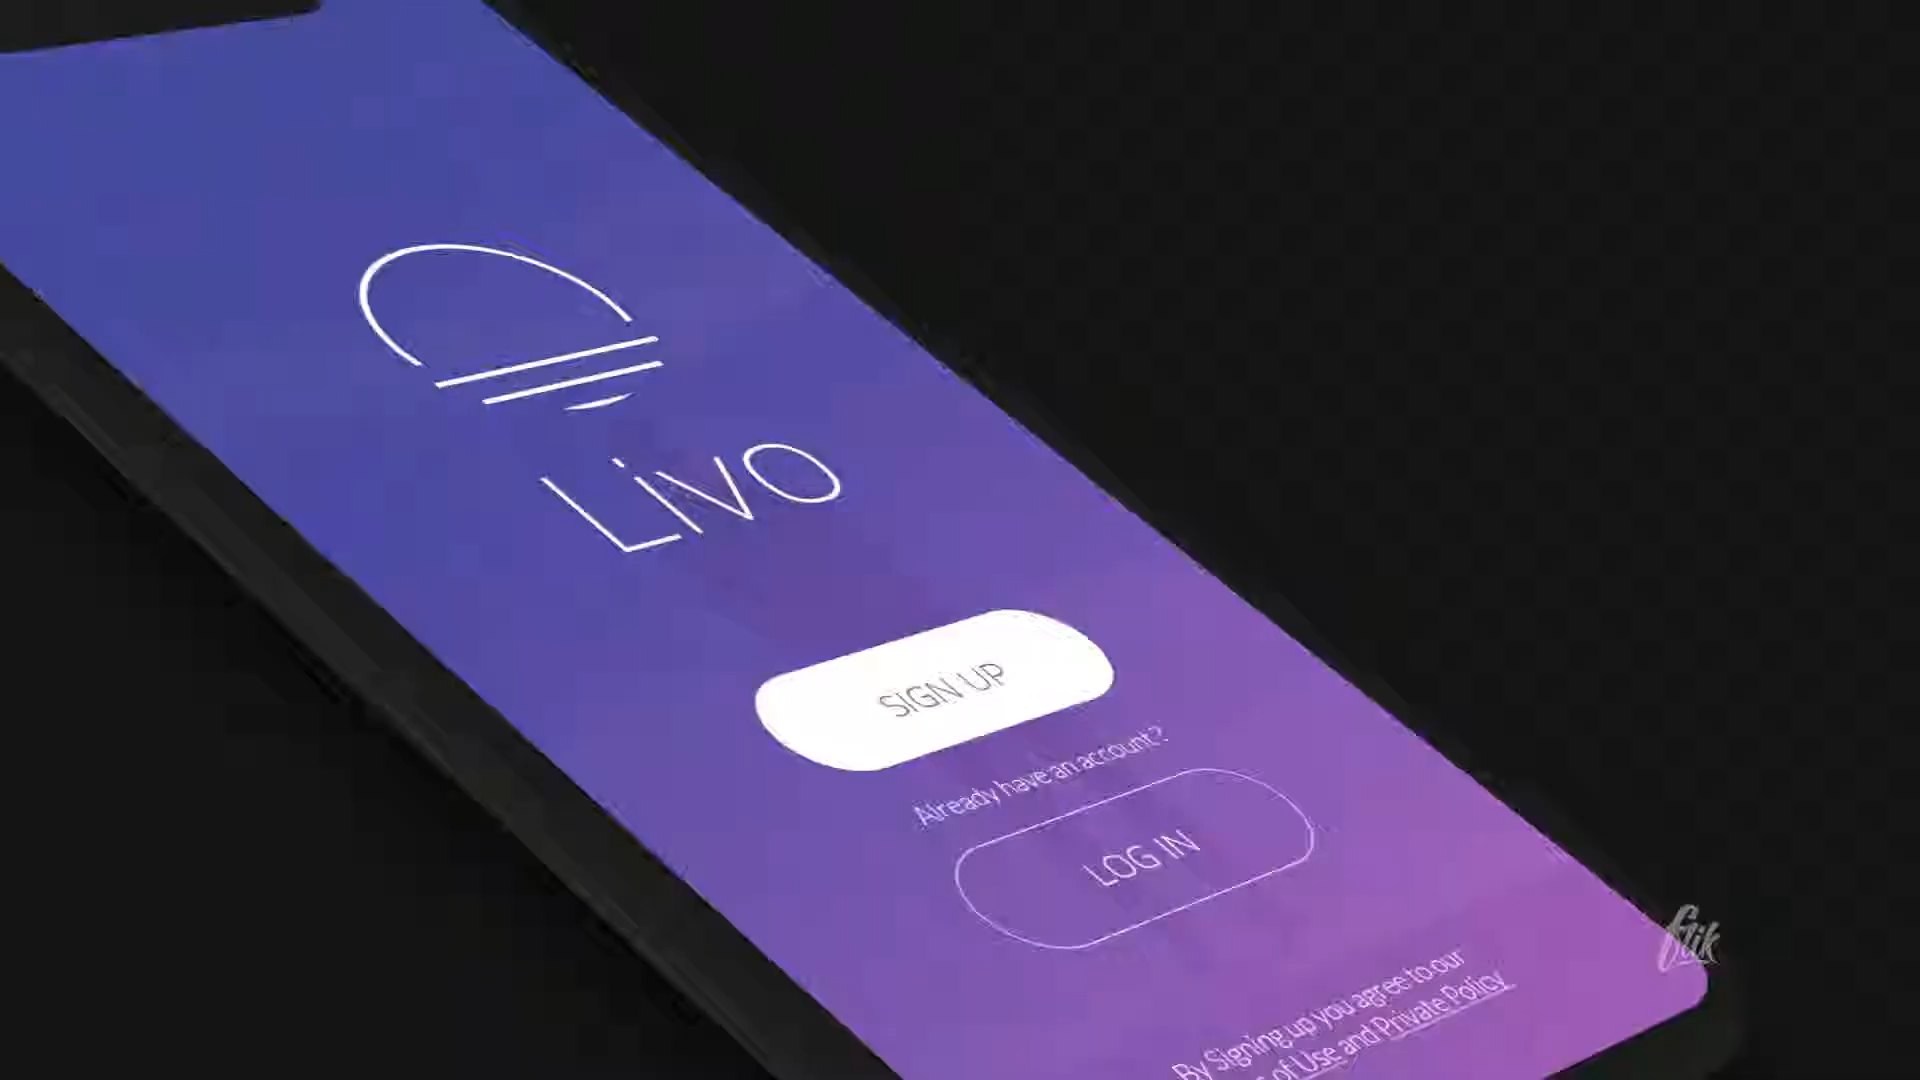 Livo
SIGN UP
Already have an account?
LOG IN
By Signing up you agree to our
of Use and Private Policy.